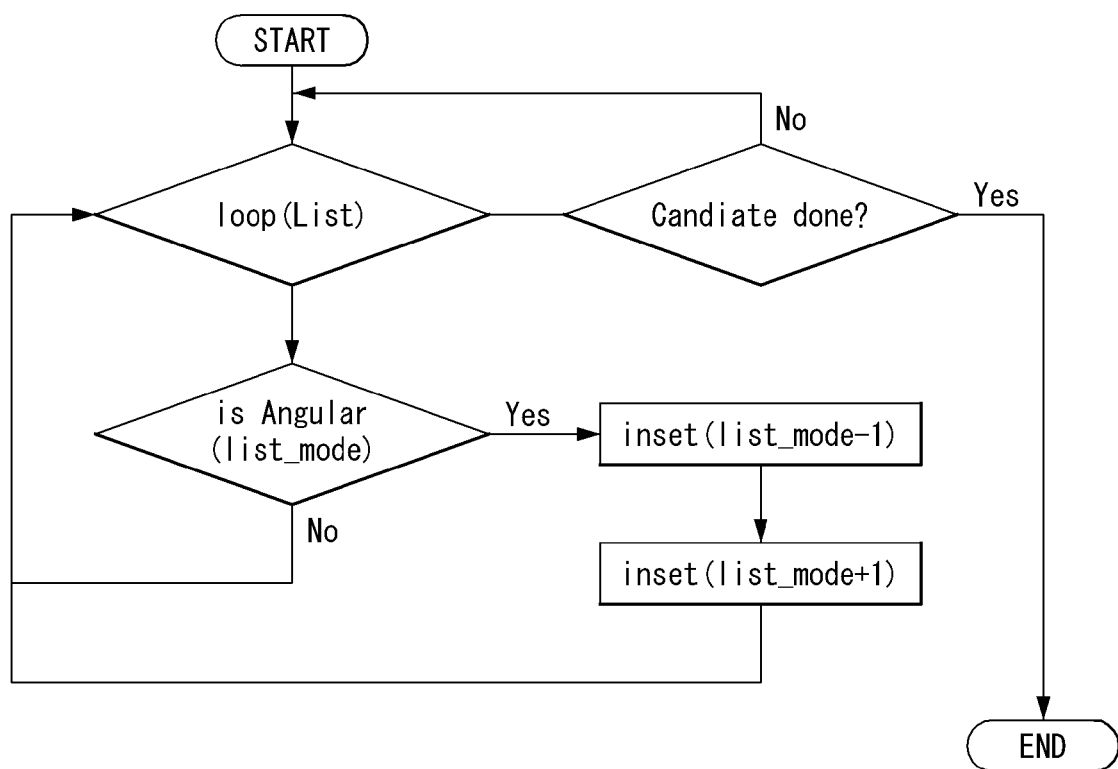 START
No
loop(List)
Candiate done?
Yes
is Angular
(list_mode)
Yes
inset(list_mode-1)
No
inset(list_mode+1)
END